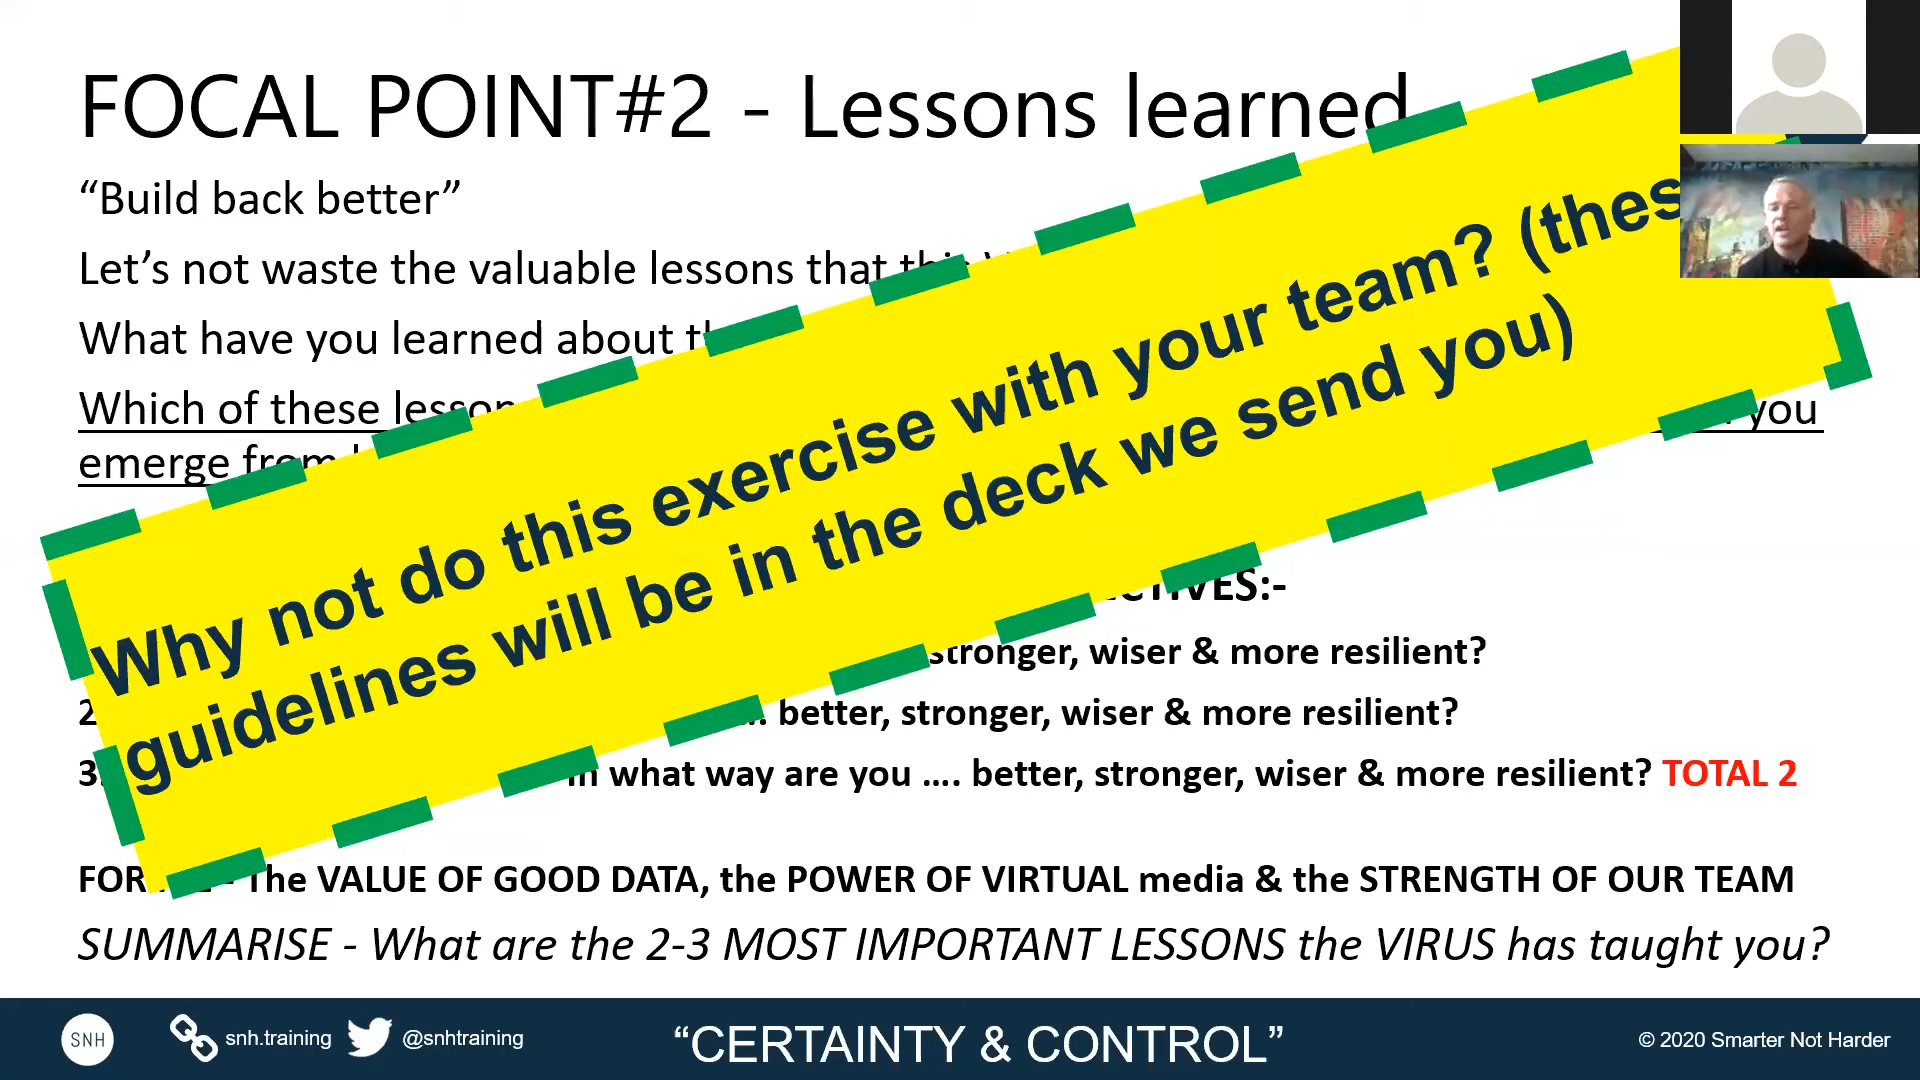 FOCAL POINT#2 - Lessons learned
“Build back better”
Let’s not waste the valuable lessons that this
What have you learned about
Which of these you
emerge from
Why not do this exercise with your team? (thes
guidelines will be in the deck we send you)
stronger, wiser & more resilient?
2 better, stronger, wiser & more resilient?
3. in what way are you .... better, stronger, wiser & more resilient? TOTAL 2
The VALUE OF GOOD DATA, the POWER OF VIRTUAL media & the STRENGTH OF OUR TEAM
SUMMARISE - What are the 2-3 MOST IMPORTANT LESSONS the VIRUS has taught you?
SNH snh.training @snhtraining “CERTAINTY & CONTROL” © 2020 Smarter Not Harder